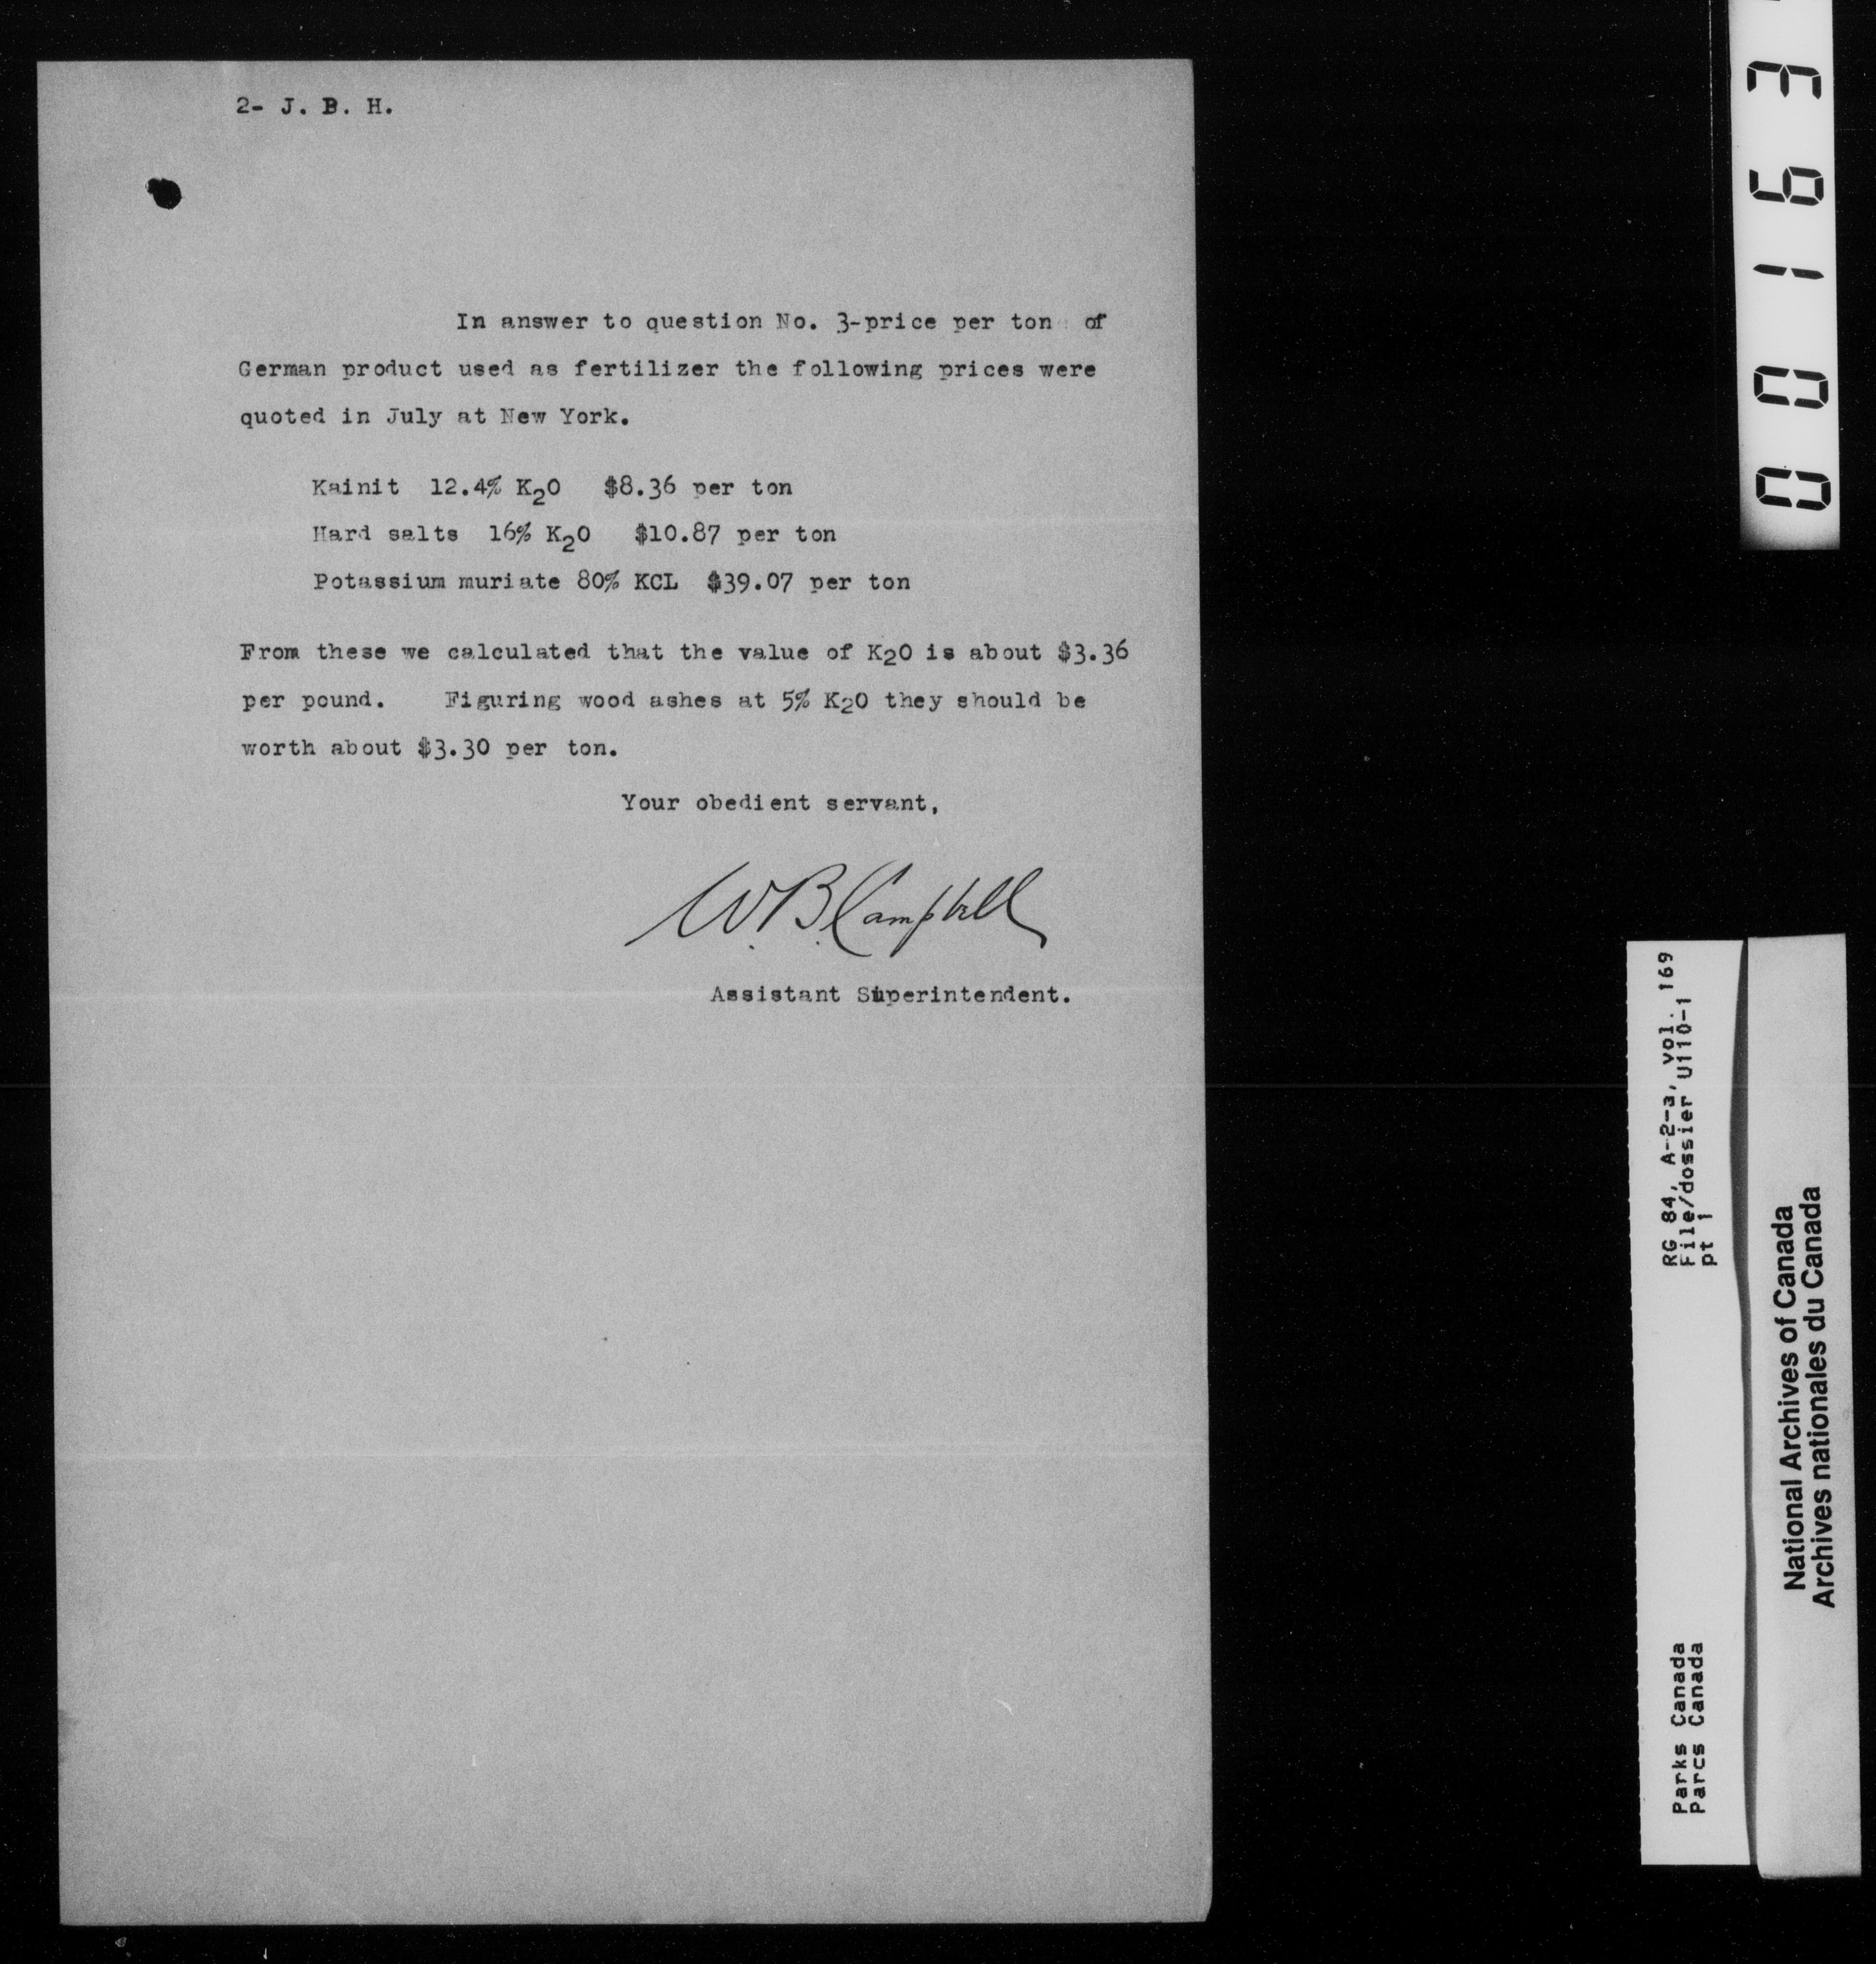 2- J. B. H.
In answer to question No. 3-price per ton of
German product used as fertilizer the following prices were
quoted in July at New York.
Kainit 12.4% K2O $8.36 per ton
Hard salts 16% K2O $10.87 per ton
Potassium muriate 80% KCL $39.07 per ton
From these we calculated that the value of K2O is about $3.36
per pound. Figuring wood ashes at 5% K2O they should be
worth about $3.30 per ton.
Your obedient servant,
W. B. Campbell
Assistant Superintendent.
00163
RG 84, A-2-3, vol. 169
File/dossier U110-1
pt 1
Parks Canada
Parcs Canada
National Archives of Canada
Archives nationales du Canada